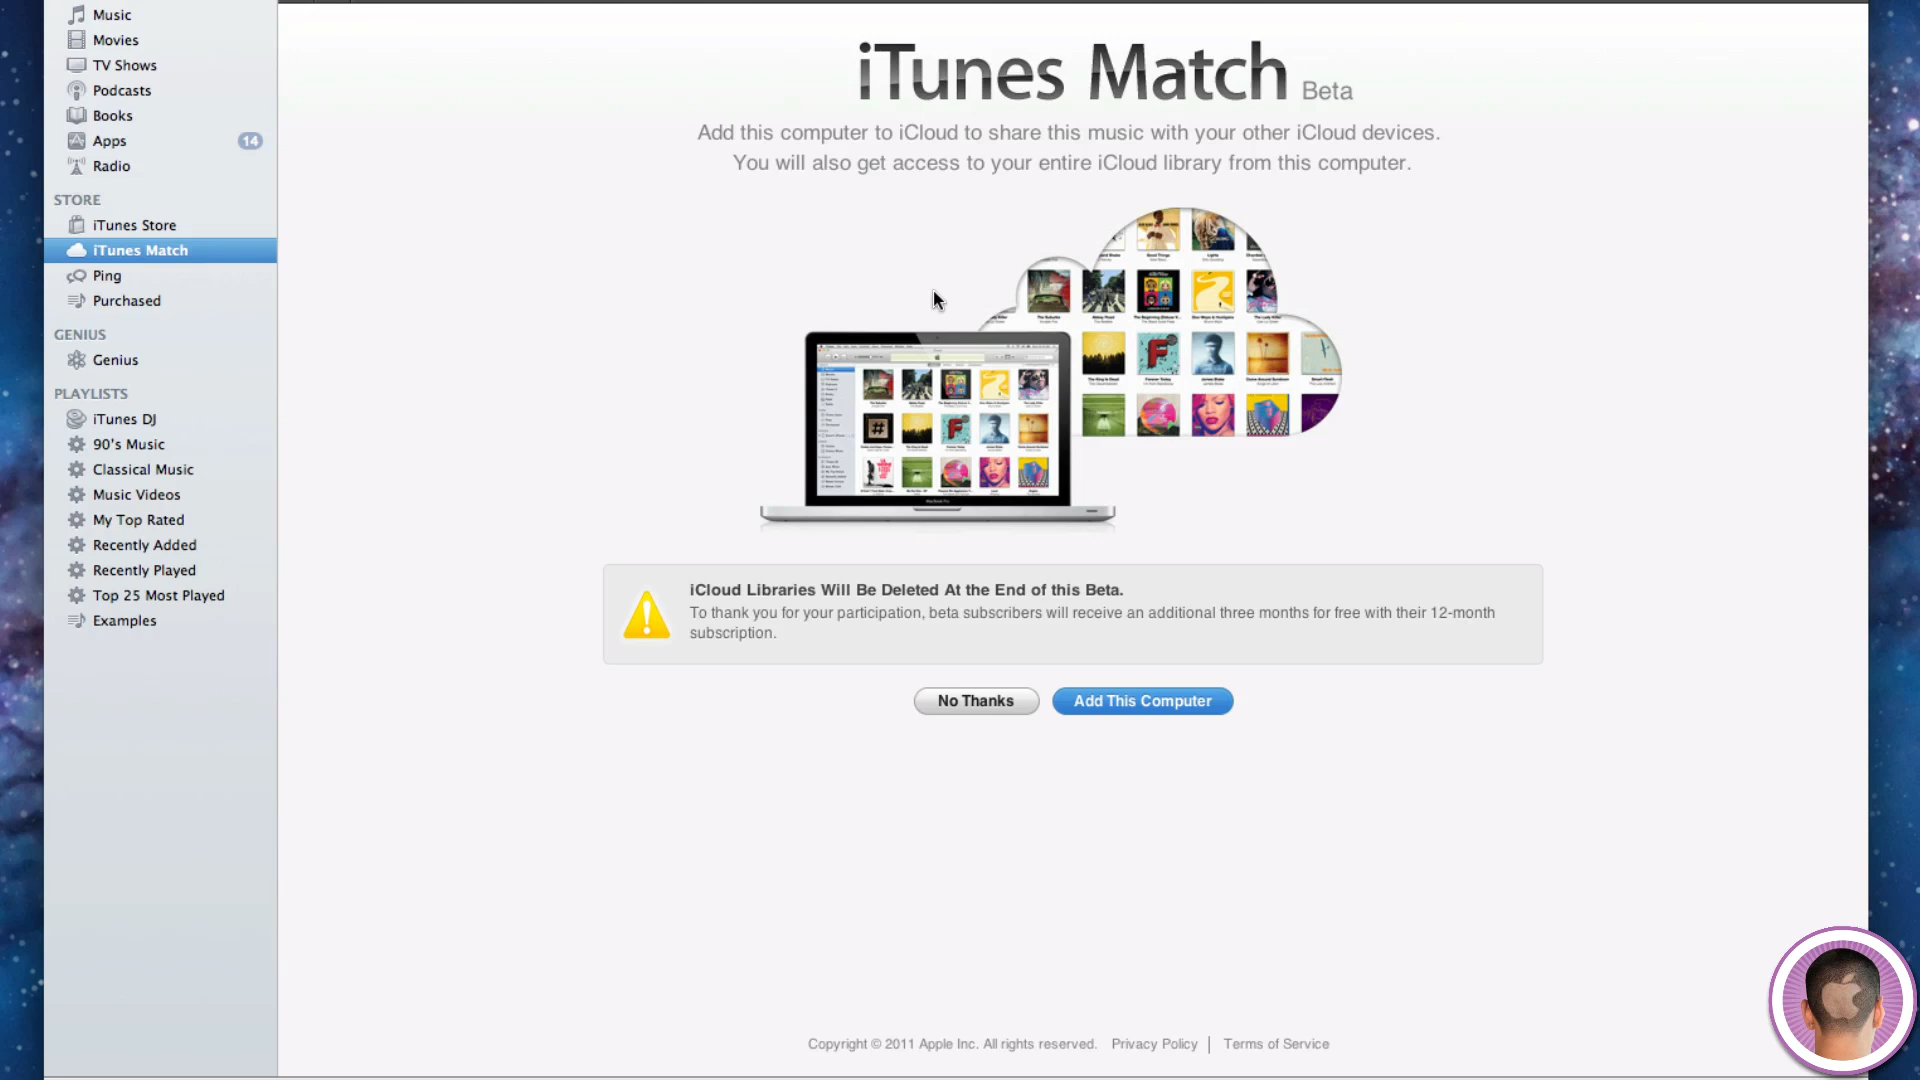 Music
Movies
TV Shows
Podcasts
Books
Apps 14
Radio
STORE
iTunes Store
iTunes Match
Ping
Purchased
GENIUS
Genius
PLAYLISTS
iTunes DJ
90's Music
Classical Music
Music Videos
My Top Rated
Recently Added
Recently Played
Top 25 Most Played
Examples
iTunes Match Beta
Add this computer to iCloud to share this music with your other iCloud devices.
You will also get access to your entire iCloud library from this computer.
iCloud Libraries Will Be Deleted At the End of this Beta.
To thank you for your participation, beta subscribers will receive an additional three months for free with their 12-month
subscription.
No Thanks
Add This Computer
Copyright © 2011 Apple Inc. All rights reserved. Privacy Policy | Terms of Service